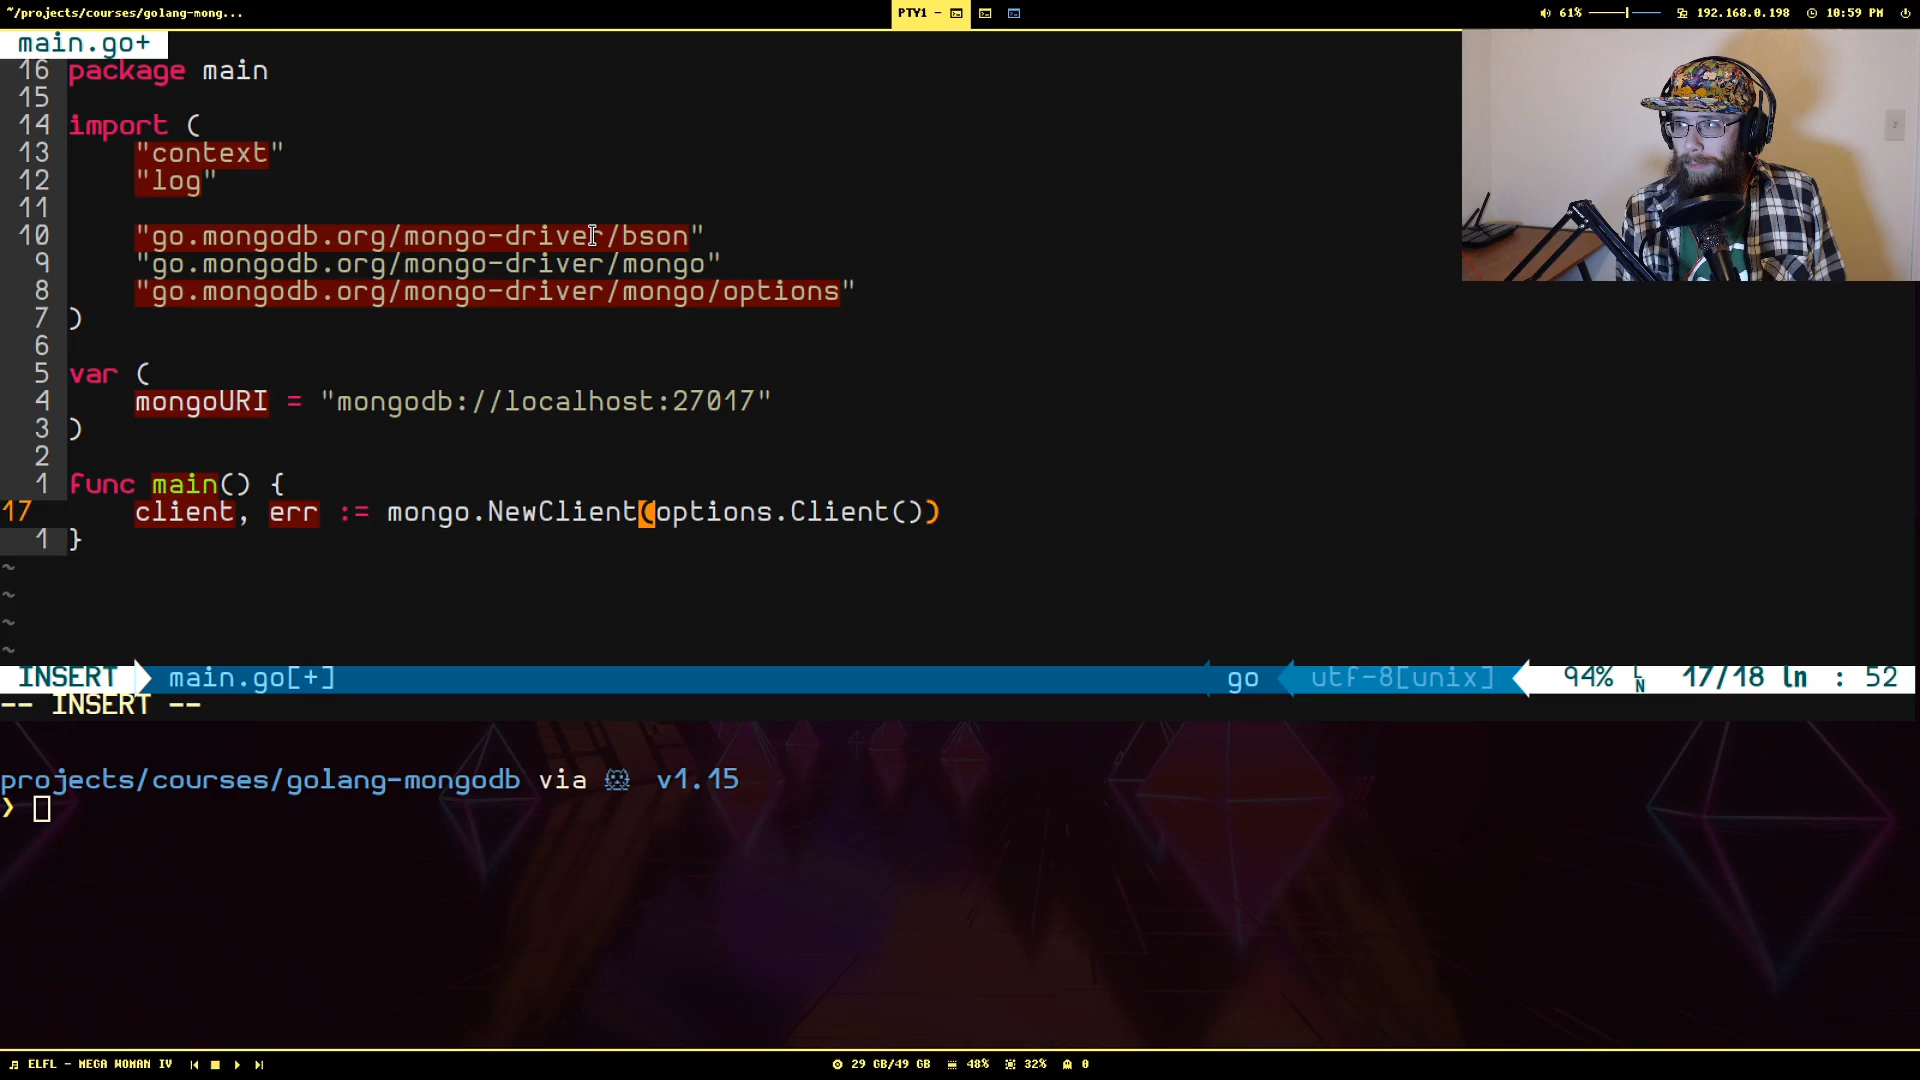 ~/projects/courses/golang-mong...
PTY1 -
61%
192.168.0.198
10:59 PM
main.go+
16 package main
15
14 import (
13 "context"
12 "log"
11
10 "go.mongodb.org/mongo-driver/bson"
9 "go.mongodb.org/mongo-driver/mongo"
8 "go.mongodb.org/mongo-driver/mongo/options"
7 )
6
5 var (
4 mongoURI = "mongodb://localhost:27017"
3 )
2
1 func main() {
17 client, err := mongo.NewClient(options.Client())
1 }
~
~
~
~
INSERT main.go[+] go utf-8[unix] 94% LN 17/18 ln : 52
-- INSERT --
projects/courses/golang-mongodb via v1.15
❯
ELFL - MEGA WOMAN IV
29 GB/49 GB
48%
32%
0